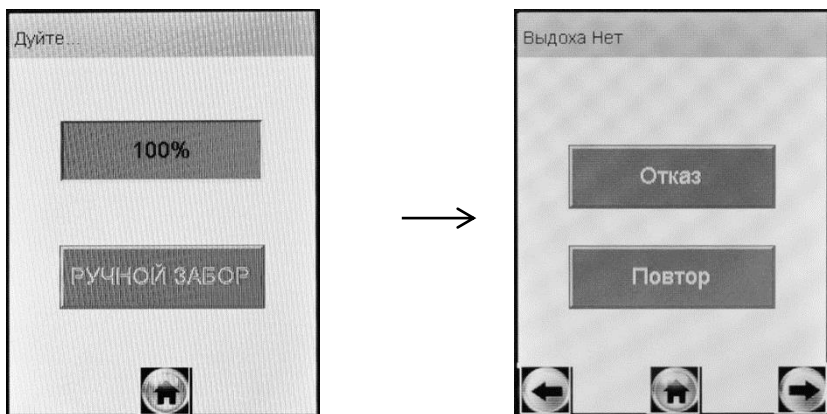 Дуйте...
100%
РУЧНОЙ ЗАБОР
Выдоха Нет
Отказ
Повтор